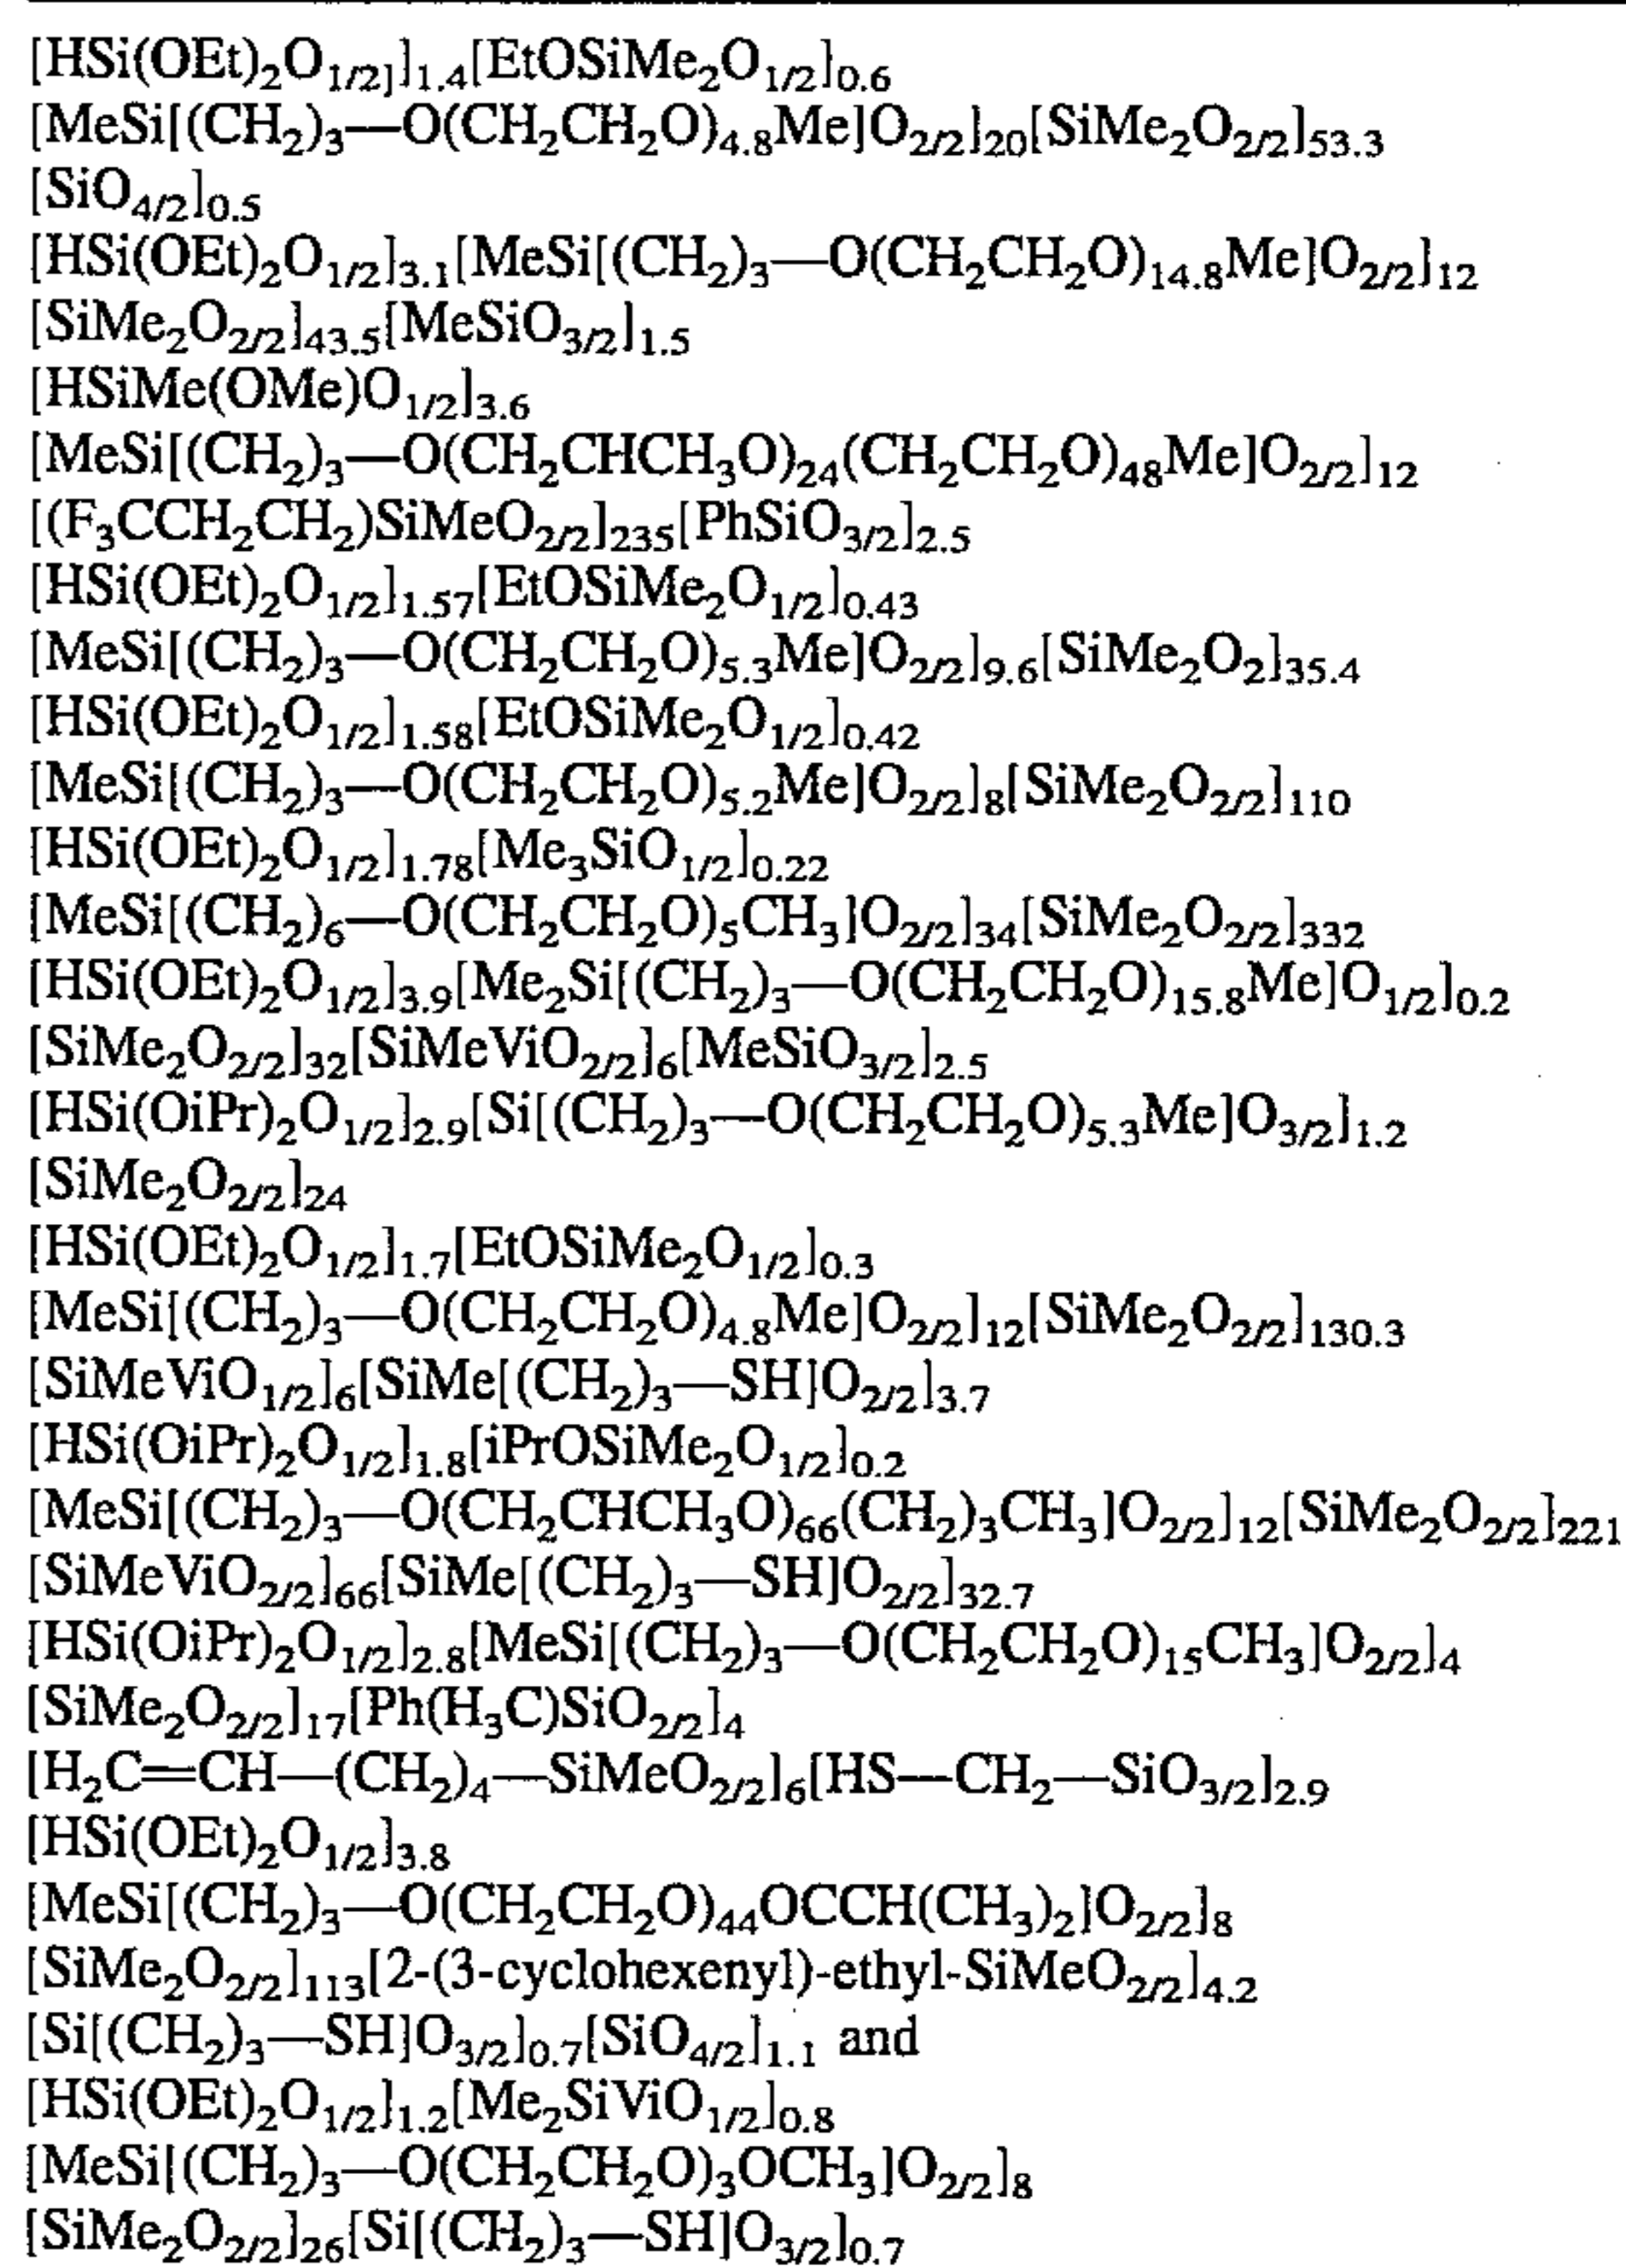 [HSi(OEt)₂O₁/₂]]₁.₄[EtOSiMe₂O₁/₂]₀.₆
[MeSi[(CH₂)₃—O(CH₂CH₂O)₄.₈Me]O₂/₂]₂₀[SiMe₂O₂/₂]₅₃.₃
[SiO₄/₂]₀.₅
[HSi(OEt)₂O₁/₂]₃.₁[MeSi[(CH₂)₃—O(CH₂CH₂O)₁₄.₈Me]O₂/₂]₁₂
[SiMe₂O₂/₂]₄₃.₅[MeSiO₃/₂]₁.₅
[HSiMe(OMe)O₁/₂]₃.₆
[MeSi[(CH₂)₃—O(CH₂CHCH₃O)₂₄(CH₂CH₂O)₄₈Me]O₂/₂]₁₂
[(F₃CCH₂CH₂)SiMeO₂/₂]₂₃₅[PhSiO₃/₂]₂.₅
[HSi(OEt)₂O₁/₂]₁.₅₇[EtOSiMe₂O₁/₂]₀.₄₃
[MeSi[(CH₂)₃—O(CH₂CH₂O)₅.₃Me]O₂/₂]₉.₆[SiMe₂O₂]₃₅.₄
[HSi(OEt)₂O₁/₂]₁.₅₈[EtOSiMe₂O₁/₂]₀.₄₂
[MeSi[(CH₂)₃—O(CH₂CH₂O)₅.₂Me]O₂/₂]₈[SiMe₂O₂/₂]₁₁₀
[HSi(OEt)₂O₁/₂]₁.₇₈[Me₃SiO₁/₂]₀.₂₂
[MeSi[(CH₂)₆—O(CH₂CH₂O)₅CH₃]O₂/₂]₃₄[SiMe₂O₂/₂]₃₃₂
[HSi(OEt)₂O₁/₂]₃.₉[Me₂Si[(CH₂)₃—O(CH₂CH₂O)₁₅.₈Me]O₁/₂]₀.₂
[SiMe₂O₂/₂]₃₂[SiMeViO₂/₂]₆[MeSiO₃/₂]₂.₅
[HSi(OiPr)₂O₁/₂]₂.₉[Si[(CH₂)₃—O(CH₂CH₂O)₅.₃Me]O₃/₂]₁.₂
[SiMe₂O₂/₂]₂₄
[HSi(OEt)₂O₁/₂]₁.₇[EtOSiMe₂O₁/₂]₀.₃
[MeSi[(CH₂)₃—O(CH₂CH₂O)₄.₈Me]O₂/₂]₁₂[SiMe₂O₂/₂]₁₃₀.₃
[SiMeViO₁/₂]₆[SiMe[(CH₂)₃—SH]O₂/₂]₃.₇
[HSi(OiPr)₂O₁/₂]₁.₈[iPrOSiMe₂O₁/₂]₀.₂
[MeSi[(CH₂)₃—O(CH₂CHCH₃O)₆₆(CH₂)₃CH₃]O₂/₂]₁₂[SiMe₂O₂/₂]₂₂₁
[SiMeViO₂/₂]₆₆[SiMe[(CH₂)₃—SH]O₂/₂]₃₂.₇
[HSi(OiPr)₂O₁/₂]₂.₈[MeSi[(CH₂)₃—O(CH₂CH₂O)₁₅CH₃]O₂/₂]₄
[SiMe₂O₂/₂]₁₇[Ph(H₃C)SiO₂/₂]₄
[H₂C=CH—(CH₂)₄—SiMeO₂/₂]₆[HS—CH₂—SiO₃/₂]₂.₉
[HSi(OEt)₂O₁/₂]₃.₈
[MeSi[(CH₂)₃—O(CH₂CH₂O)₄₄OCCH(CH₃)₂]O₂/₂]₈
[SiMe₂O₂/₂]₁₁₃[2-(3-cyclohexenyl)-ethyl-SiMeO₂/₂]₄.₂
[Si[(CH₂)₃—SH]O₃/₂]₀.₇[SiO₄/₂]₁.₁ and
[HSi(OEt)₂O₁/₂]₁.₂[Me₂SiViO₁/₂]₀.₈
[MeSi[(CH₂)₃—O(CH₂CH₂O)₃OCH₃]O₂/₂]₈
[SiMe₂O₂/₂]₂₆[Si[(CH₂)₃—SH]O₃/₂]₀.₇